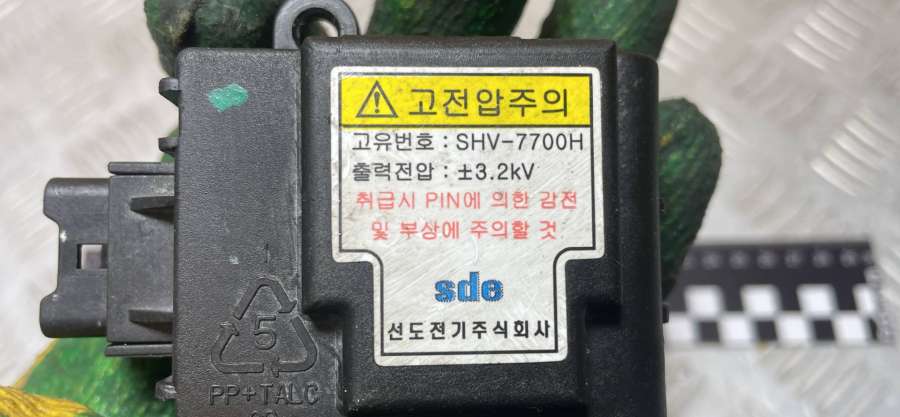 고전압주의
고유번호 : SHV-7700H
출력전압 : ±3.2kV
취급시 PIN에 의한 감전
및 부상에 주의할 것
sde
선도전기주식회사
5
PP+TALC